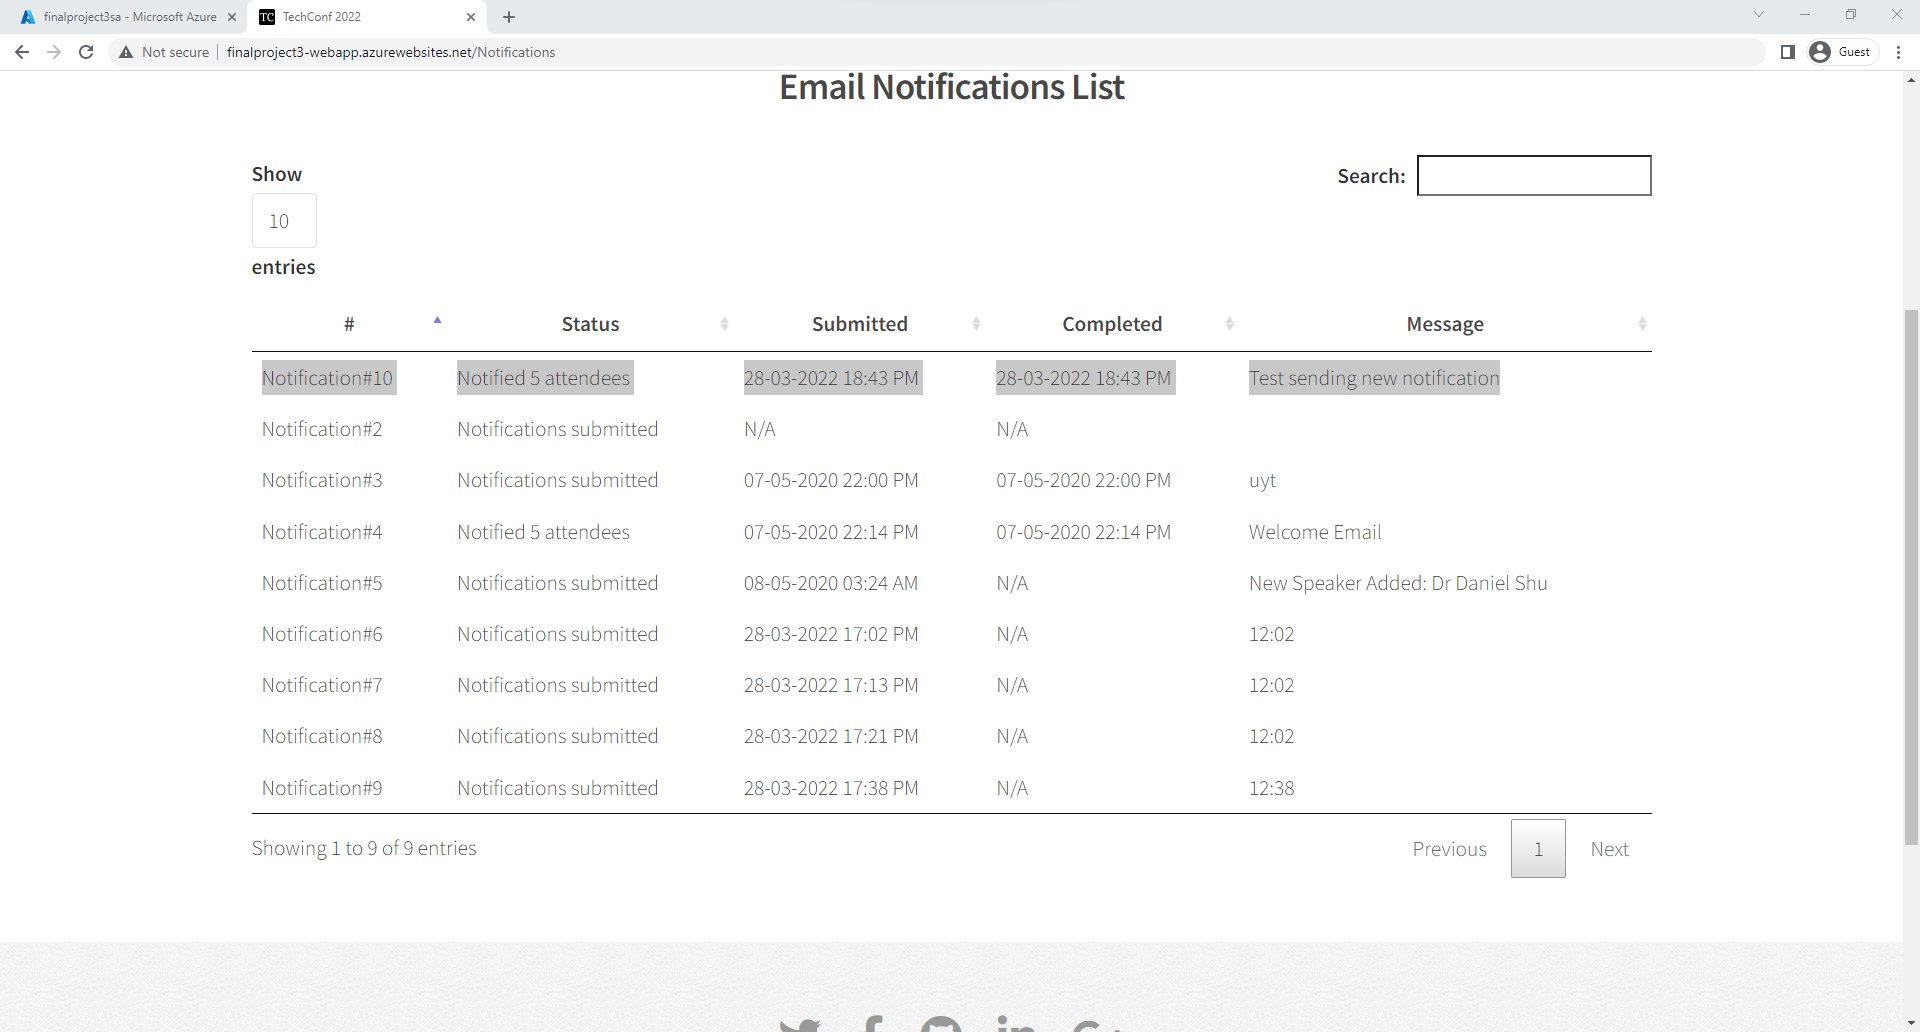 finalproject3sa - Microsoft Azure
TC TechConf 2022
Not secure finalproject3-webapp.azurewebsites.net/Notifications
Guest
Email Notifications List
Show
10
entries
Search:
# Status Submitted Completed Message
Notification#10 Notified 5 attendees 28-03-2022 18:43 PM 28-03-2022 18:43 PM Test sending new notification
Notification#2 Notifications submitted N/A N/A
Notification#3 Notifications submitted 07-05-2020 22:00 PM 07-05-2020 22:00 PM uyt
Notification#4 Notified 5 attendees 07-05-2020 22:14 PM 07-05-2020 22:14 PM Welcome Email
Notification#5 Notifications submitted 08-05-2020 03:24 AM N/A New Speaker Added: Dr Daniel Shu
Notification#6 Notifications submitted 28-03-2022 17:02 PM N/A 12:02
Notification#7 Notifications submitted 28-03-2022 17:13 PM N/A 12:02
Notification#8 Notifications submitted 28-03-2022 17:21 PM N/A 12:02
Notification#9 Notifications submitted 28-03-2022 17:38 PM N/A 12:38
Showing 1 to 9 of 9 entries
Previous 1 Next